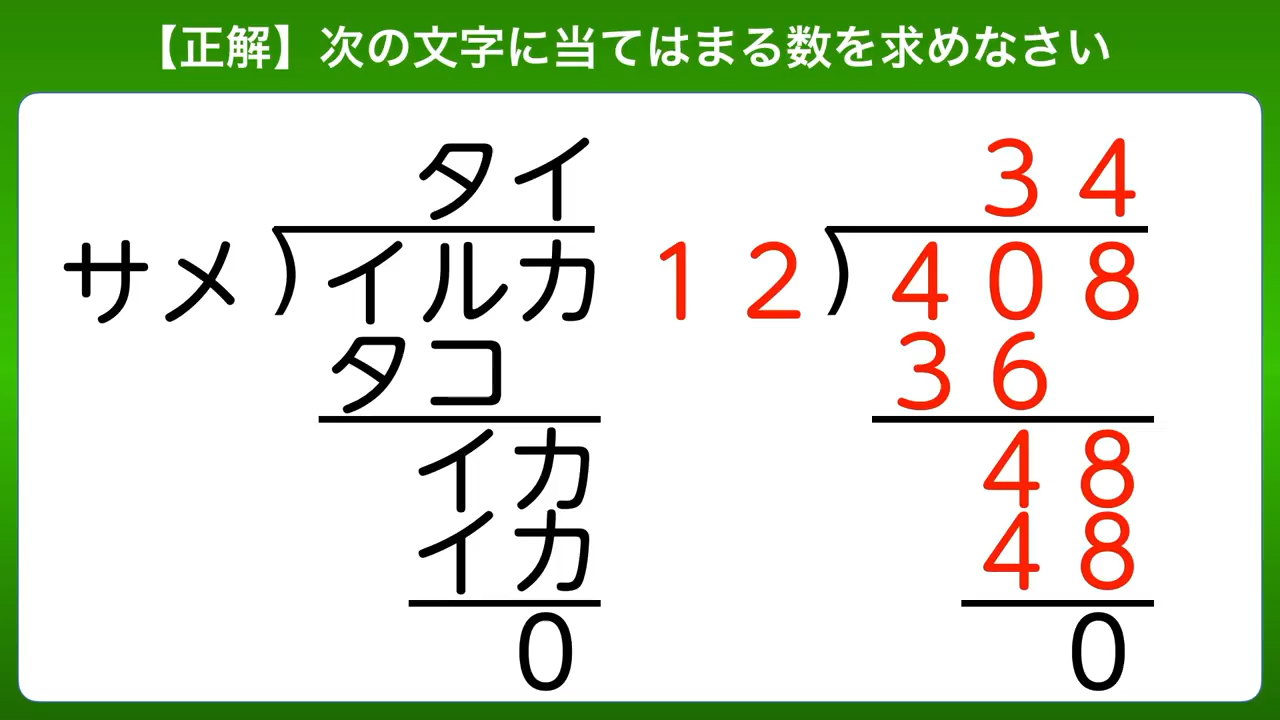 【正解】次の文字に当てはまる数を求めなさい
タイ
サメ)イルカ
タコ
イカ
イカ
0
34
12)408
36
48
48
0